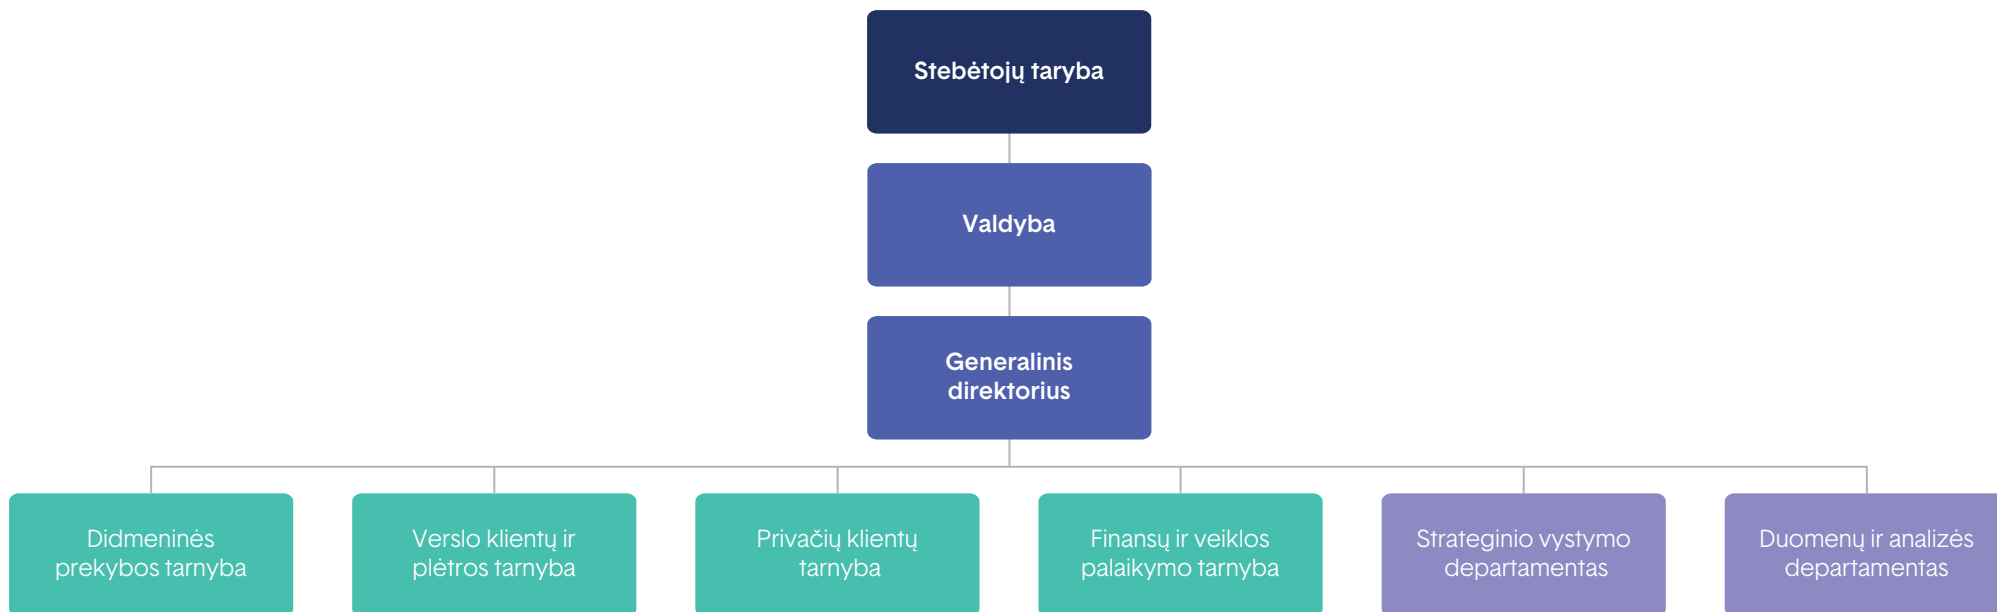 Stebėtojų taryba
Valdyba
Generalinis
direktorius
Didmeninės
prekybos tarnyba
Verslo klientų ir
plėtros tarnyba
Privačių klientų
tarnyba
Finansų ir veiklos
palaikymo tarnyba
Strateginio vystymo
departamentas
Duomenų ir analizės
departamentas